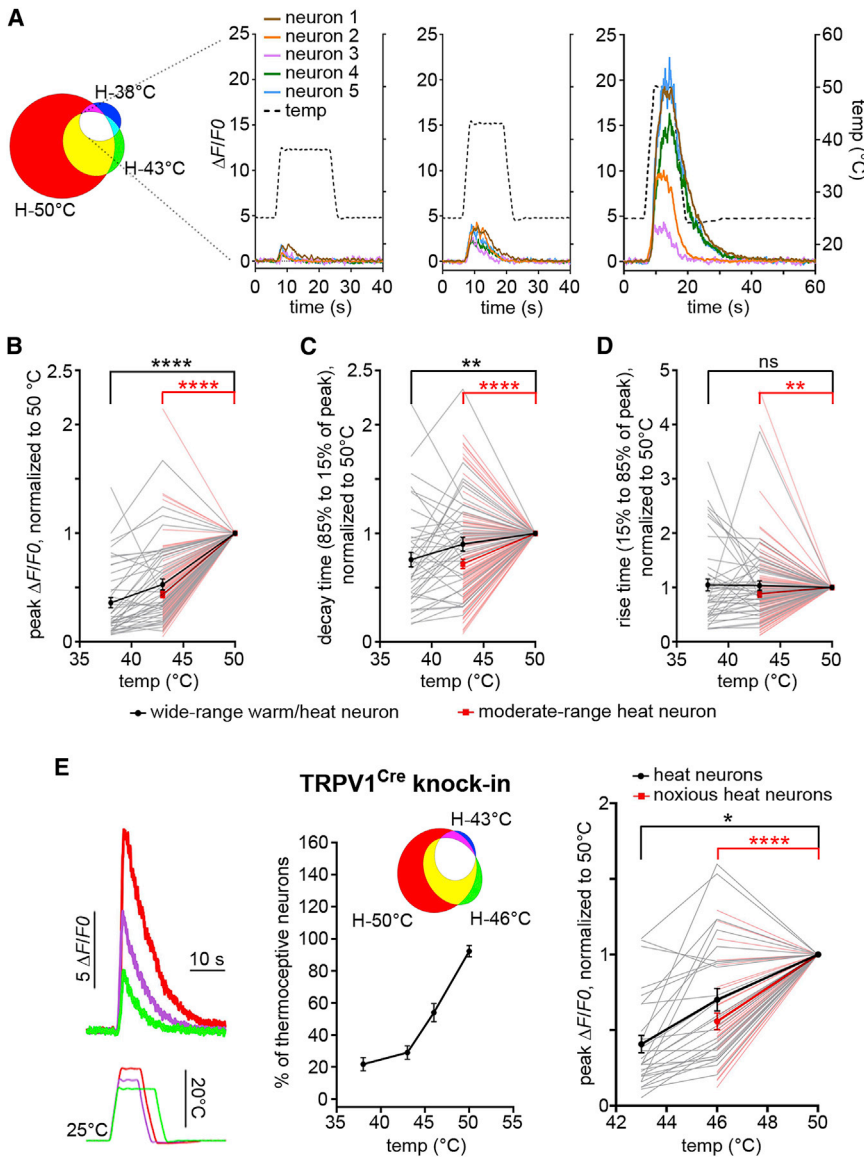 A
H-38°C
H-43°C
H-50°C
neuron 1
neuron 2
neuron 3
neuron 4
neuron 5
temp
ΔF/F0
25
20
15
10
5
0
0 10 20 30 40
time (s)
25
20
15
10
5
0
0 10 20 30 40
time (s)
25
20
15
10
5
0
0 20 40 60
time (s)
60
50
40
30
20
temp (°C)
B
peak ΔF/F0, normalized to 50 °C
2.5
2
1
0
****
****
35 40 45 50
temp (°C)
C
decay time (85% to 15% of peak),
normalized to 50°C
2.5
2
1
0
**
****
35 40 45 50
temp (°C)
D
rise time (15% to 85% of peak),
normalized to 50°C
5
4
3
2
1
0
ns
**
35 40 45 50
temp (°C)
wide-range warm/heat neuron
moderate-range heat neuron
E
5 ΔF/F0
10 s
25°C
20°C
TRPV1Cre knock-in
H-43°C
H-50°C
H-46°C
% of thermoceptive neurons
160
140
120
100
80
60
40
20
0
35 40 45 50 55
temp (°C)
heat neurons
noxious heat neurons
peak ΔF/F0, normalized to 50°C
2
1
0
*
****
42 44 46 48 50
temp (°C)